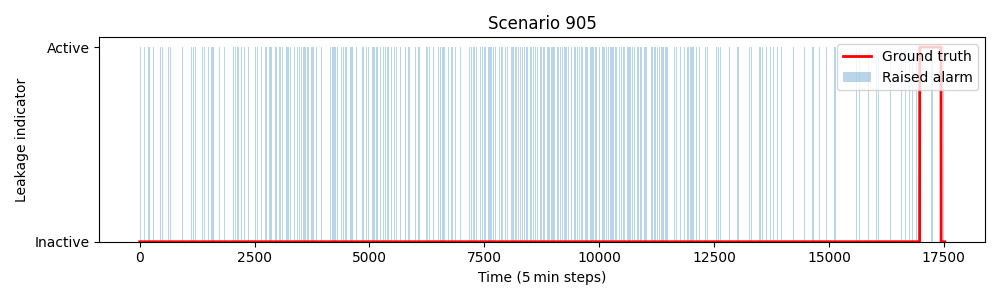 Scenario 905
Active
Inactive
Leakage indicator
Ground truth
Raised alarm
0 2500 5000 7500 10000 12500 15000 17500
Time (5 min steps)